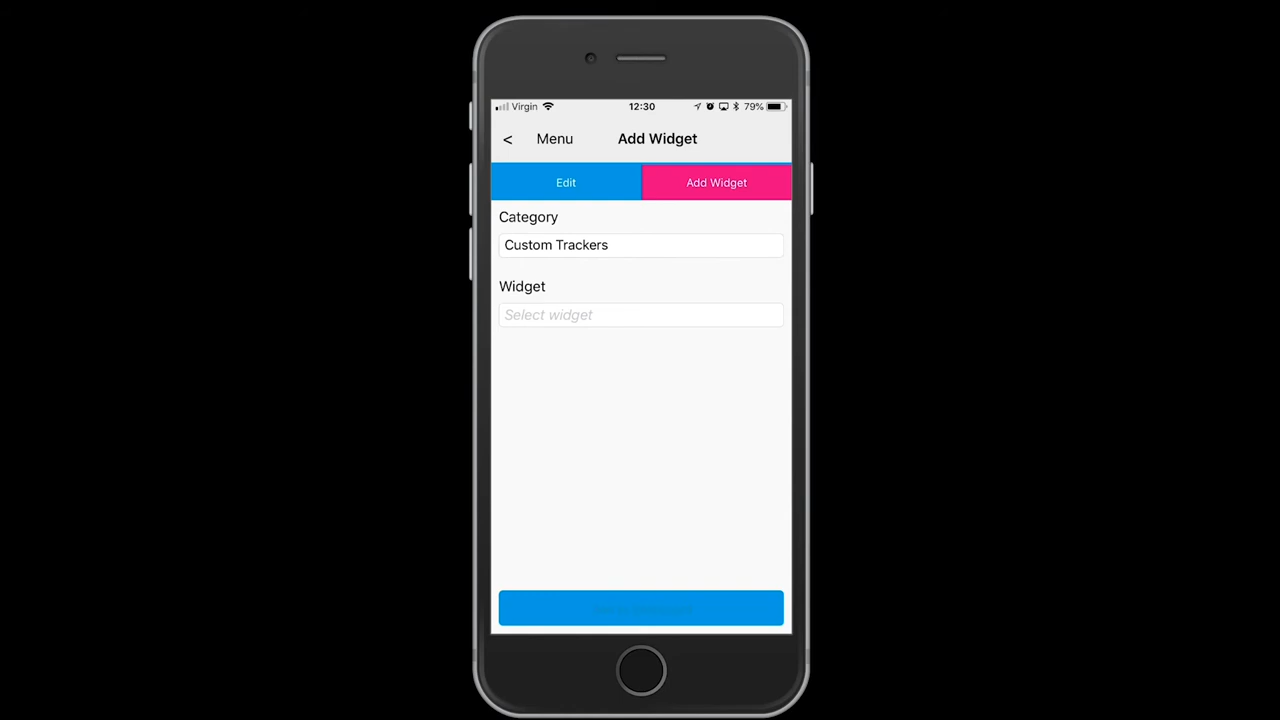 Virgin 12:30 79%
< Menu Add Widget
Edit Add Widget
Category
Custom Trackers
Widget
Select widget